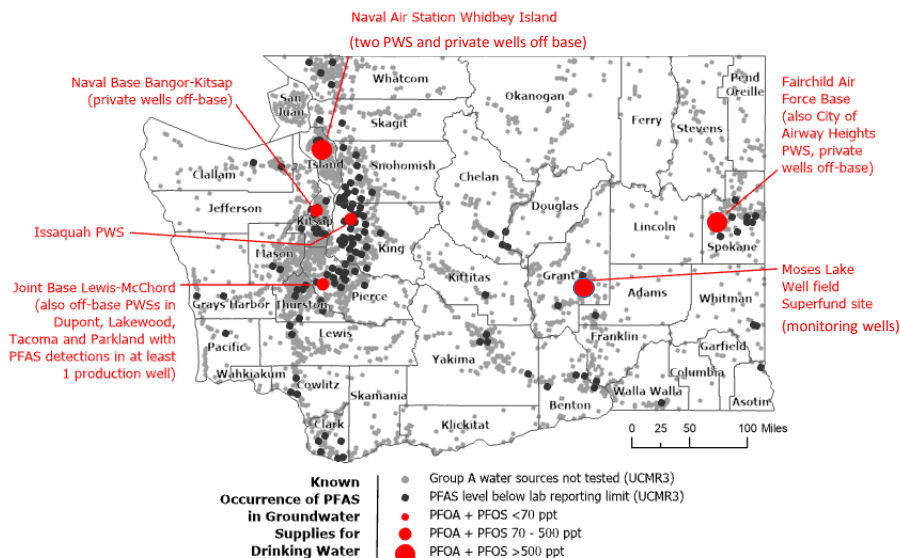 Naval Air Station Whidbey Island
(two PWS and private wells off base)
Naval Base Bangor-Kitsap
(private wells off-base)
Fairchild Air
Force Base
(also City of
Airway Heights
PWS, private
wells off-base)
Issaquah PWS
Joint Base Lewis-McChord
(also off-base PWSs in
Dupont, Lakewood,
Tacoma and Parkland with
PFAS detections in at least
1 production well)
Moses Lake
Well field
Superfund site
(monitoring wells)
Whatcom
San
Juan
Skagit
Island
Snohomish
Clallam
Jefferson
Kitsap
Mason
King
Grays Harbor
Thurston
Pierce
Pacific
Lewis
Wahkiakum
Cowlitz
Skamania
Clark
Okanogan
Ferry
Stevens
Pend
Oreille
Chelan
Douglas
Lincoln
Spokane
Kittitas
Grant
Adams
Whitman
Yakima
Franklin
Garfield
Columbia
Walla Walla
Asotin
Benton
Klickitat
0 25 50 100 Miles
Known
Occurrence of PFAS
in Groundwater
Supplies for
Drinking Water
Group A water sources not tested (UCMR3)
PFAS level below lab reporting limit (UCMR3)
PFOA + PFOS <70 ppt
PFOA + PFOS 70 - 500 ppt
PFOA + PFOS >500 ppt